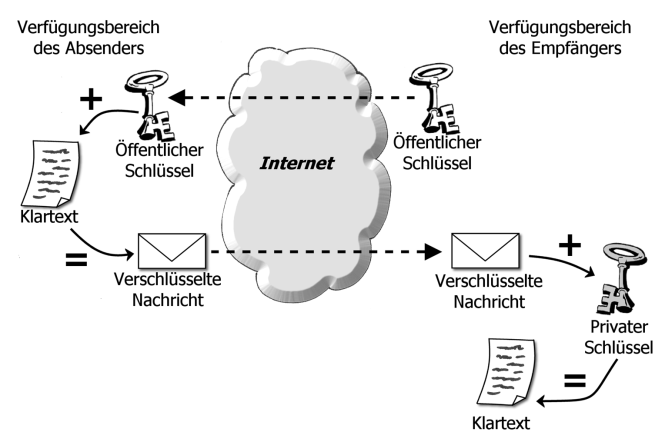 Verfügungsbereich
des Absenders
Verfügungsbereich
des Empfängers
+
Öffentlicher
Schlüssel
Internet
Öffentlicher
Schlüssel
Klartext
=
Verschlüsselte
Nachricht
Verschlüsselte
Nachricht
+
Privater
Schlüssel
=
Klartext